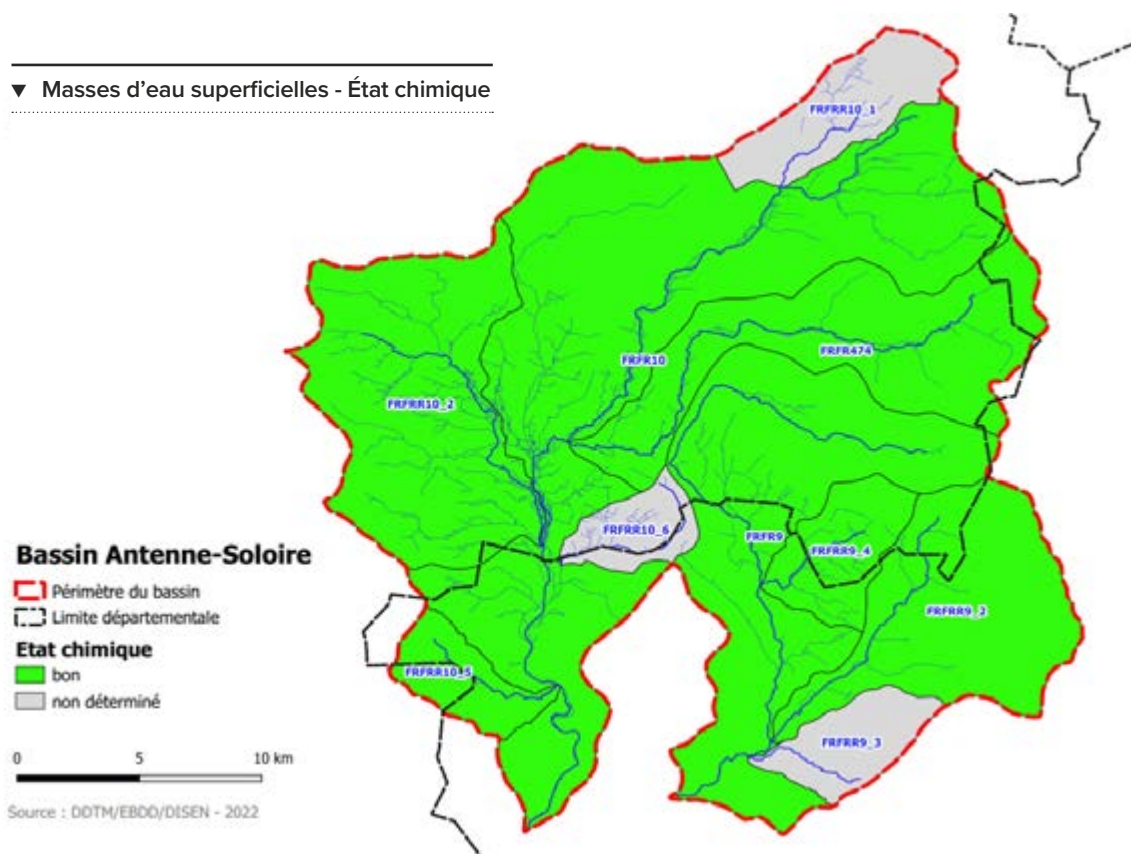 ▼ Masses d'eau superficielles - État chimique
FRFRR10_1
FRFR10
FRFR474
FRFRR10_2
FRFRR10_6
FRFR9
FRFRR9_4
FRFRR9_2
FRFRR10_5
FRFRR9_3
Bassin Antenne-Soloire
Périmètre du bassin
Limite départementale
Etat chimique
bon
non déterminé
0 5 10 km
Source : DDTM/EBDD/DISEN - 2022